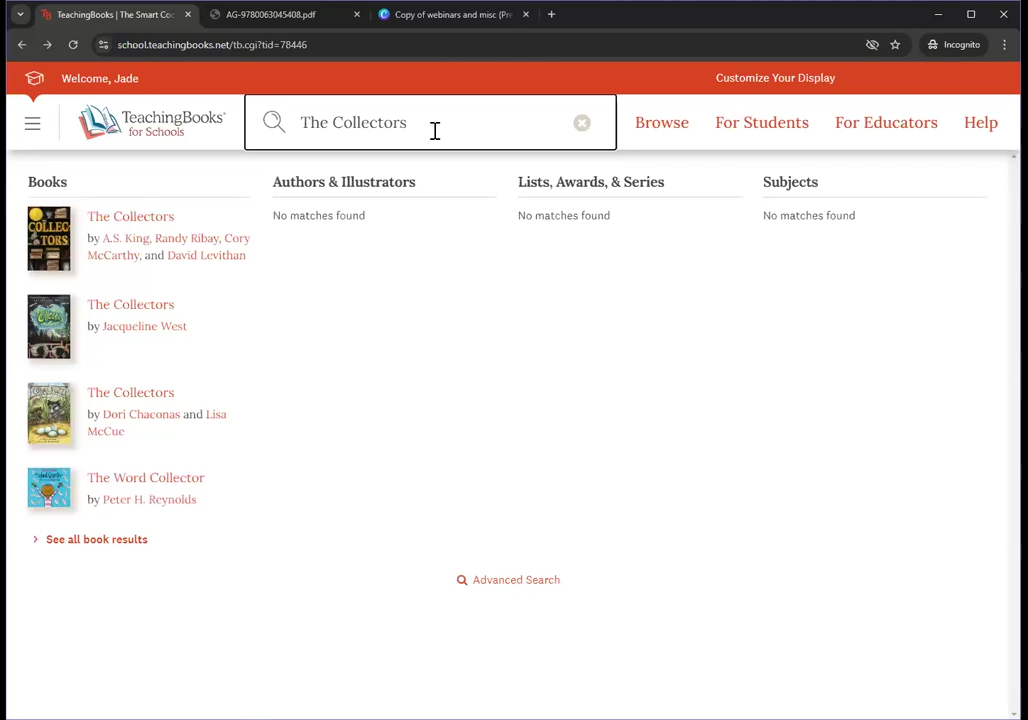 TeachingBooks | The Smart Co
AG-9780063045408.pdf
Copy of webinars and misc (Pre
school.teachingbooks.net/tb.cgi?tid=78446
Incognito
Welcome, Jade
Customize Your Display
TeachingBooks
for Schools
The Collectors
Browse
For Students
For Educators
Help
Books
Authors & Illustrators
Lists, Awards, & Series
Subjects
No matches found
No matches found
No matches found
COLLEC-
TORS
The Collectors
by A.S. King, Randy Ribay, Cory
McCarthy, and David Levithan
The Collectors
by Jacqueline West
The Collectors
by Dori Chaconas and Lisa
McCue
The Word Collector
by Peter H. Reynolds
See all book results
Advanced Search